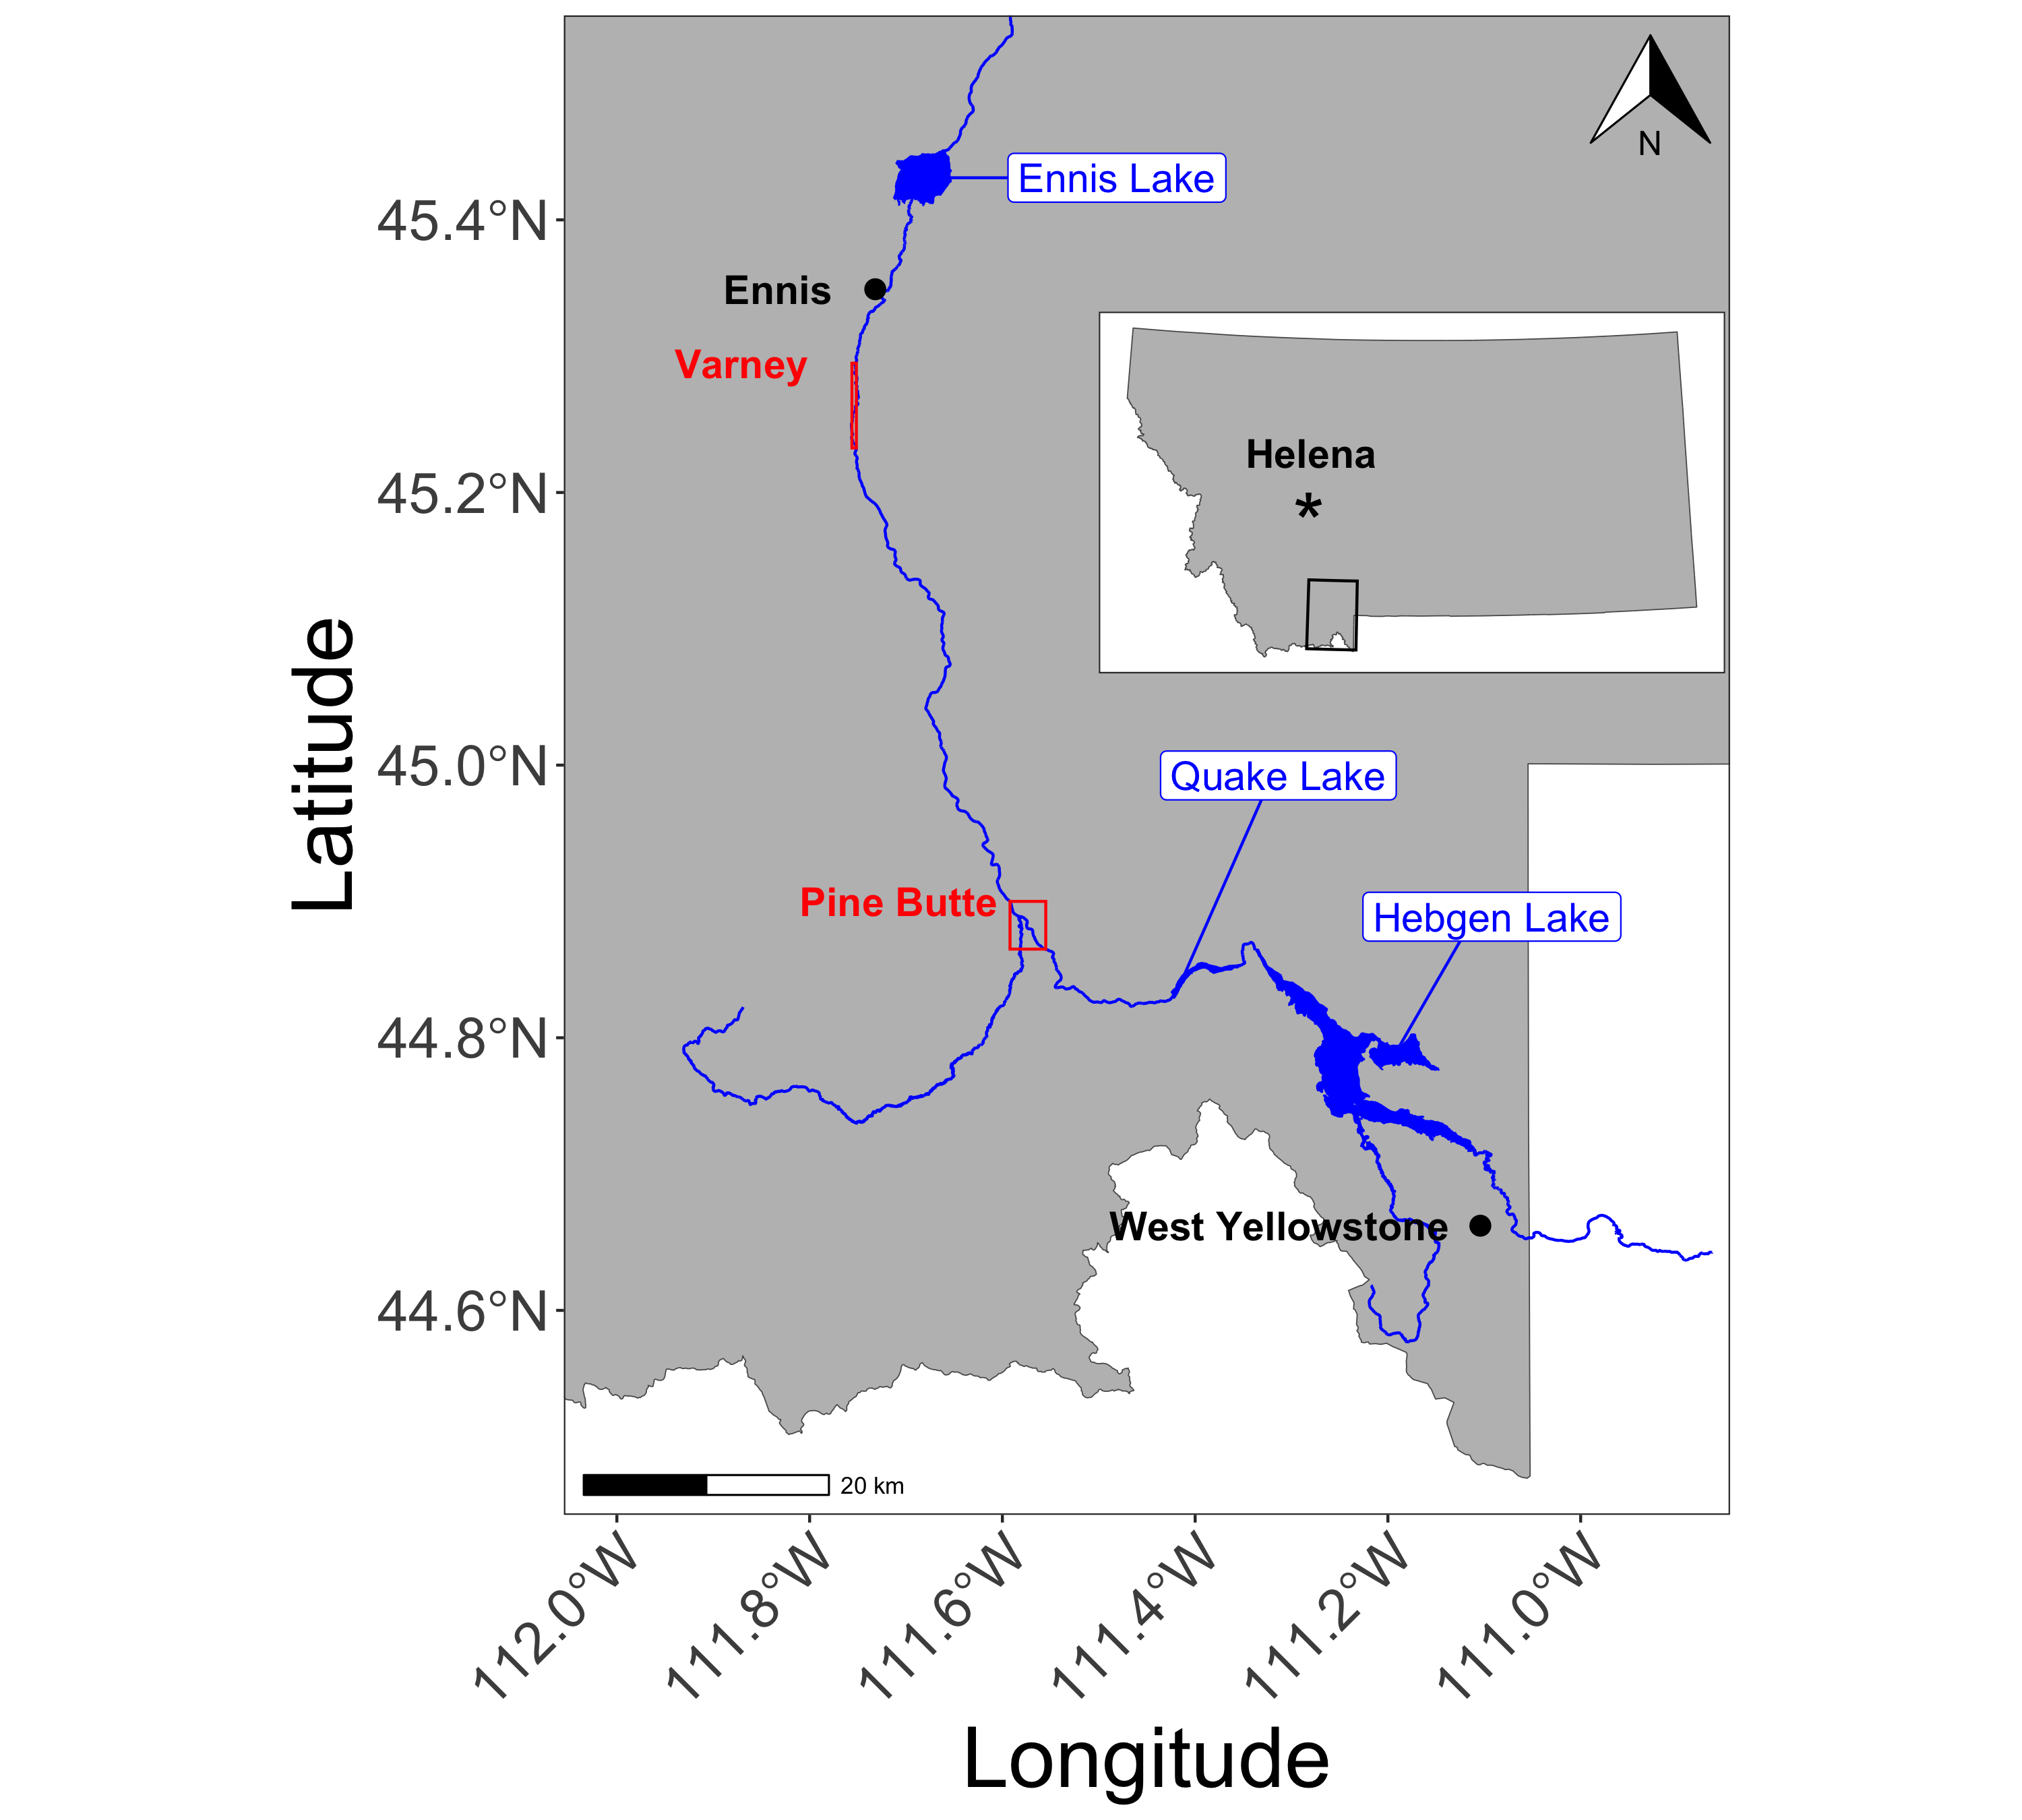 N
Ennis Lake
45.4°N
Ennis
Varney
Helena
*
45.2°N
Latitude
45.0°N
Quake Lake
Pine Butte
Hebgen Lake
44.8°N
West Yellowstone
44.6°N
20 km
112.0°W
111.8°W
111.6°W
111.4°W
111.2°W
111.0°W
Longitude